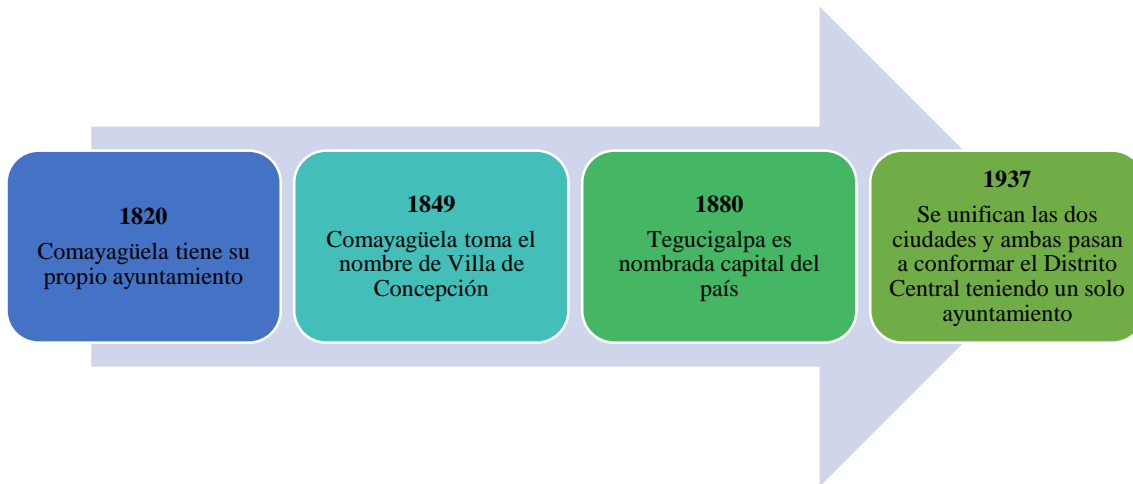 1820
Comayagüela tiene su
propio ayuntamiento
1849
Comayagüela toma el
nombre de Villa de
Concepción
1880
Tegucigalpa es
nombrada capital del
país
1937
Se unifican las dos
ciudades y ambas pasan
a conformar el Distrito
Central teniendo un solo
ayuntamiento